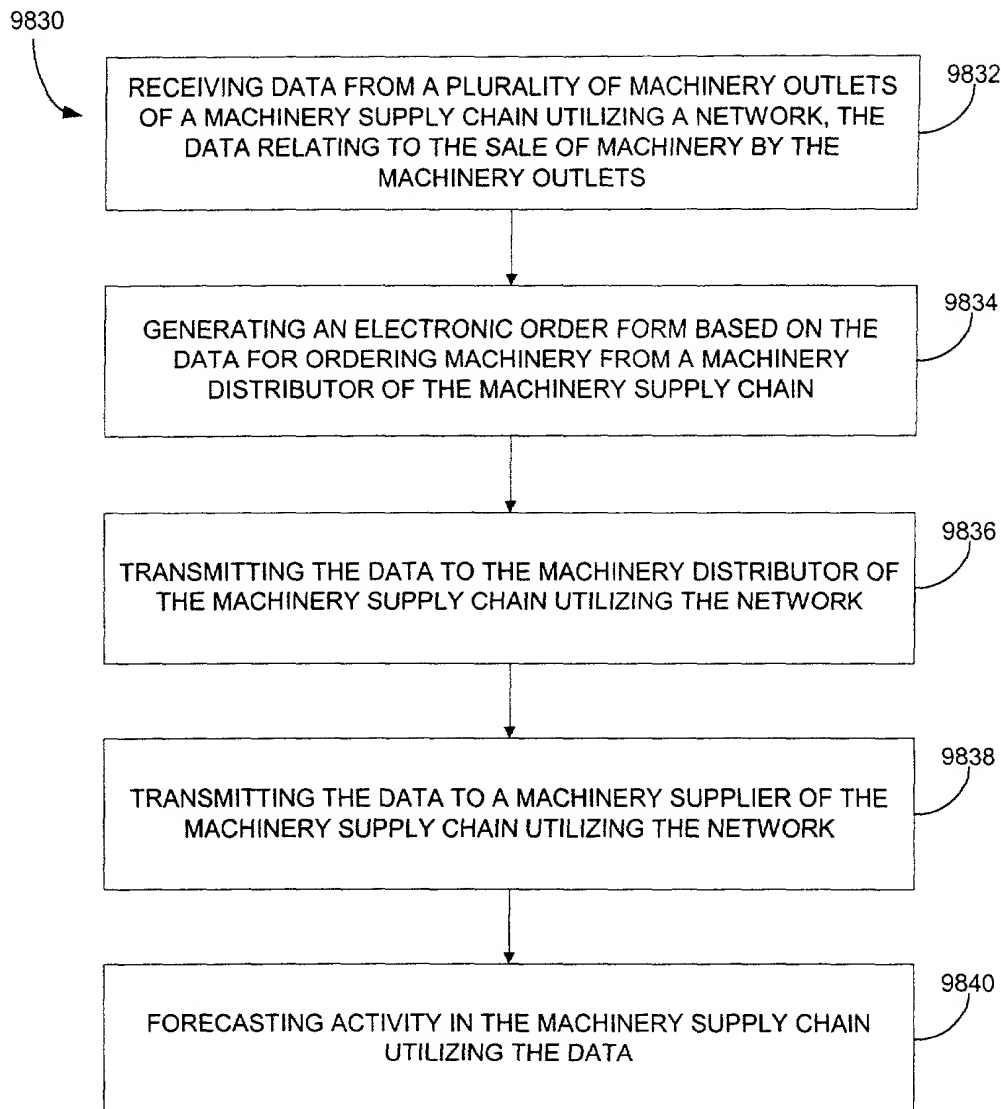 9830
RECEIVING DATA FROM A PLURALITY OF MACHINERY OUTLETS
OF A MACHINERY SUPPLY CHAIN UTILIZING A NETWORK, THE
DATA RELATING TO THE SALE OF MACHINERY BY THE
MACHINERY OUTLETS
9832
GENERATING AN ELECTRONIC ORDER FORM BASED ON THE
DATA FOR ORDERING MACHINERY FROM A MACHINERY
DISTRIBUTOR OF THE MACHINERY SUPPLY CHAIN
9834
TRANSMITTING THE DATA TO THE MACHINERY DISTRIBUTOR OF
THE MACHINERY SUPPLY CHAIN UTILIZING THE NETWORK
9836
TRANSMITTING THE DATA TO A MACHINERY SUPPLIER OF THE
MACHINERY SUPPLY CHAIN UTILIZING THE NETWORK
9838
FORECASTING ACTIVITY IN THE MACHINERY SUPPLY CHAIN
UTILIZING THE DATA
9840